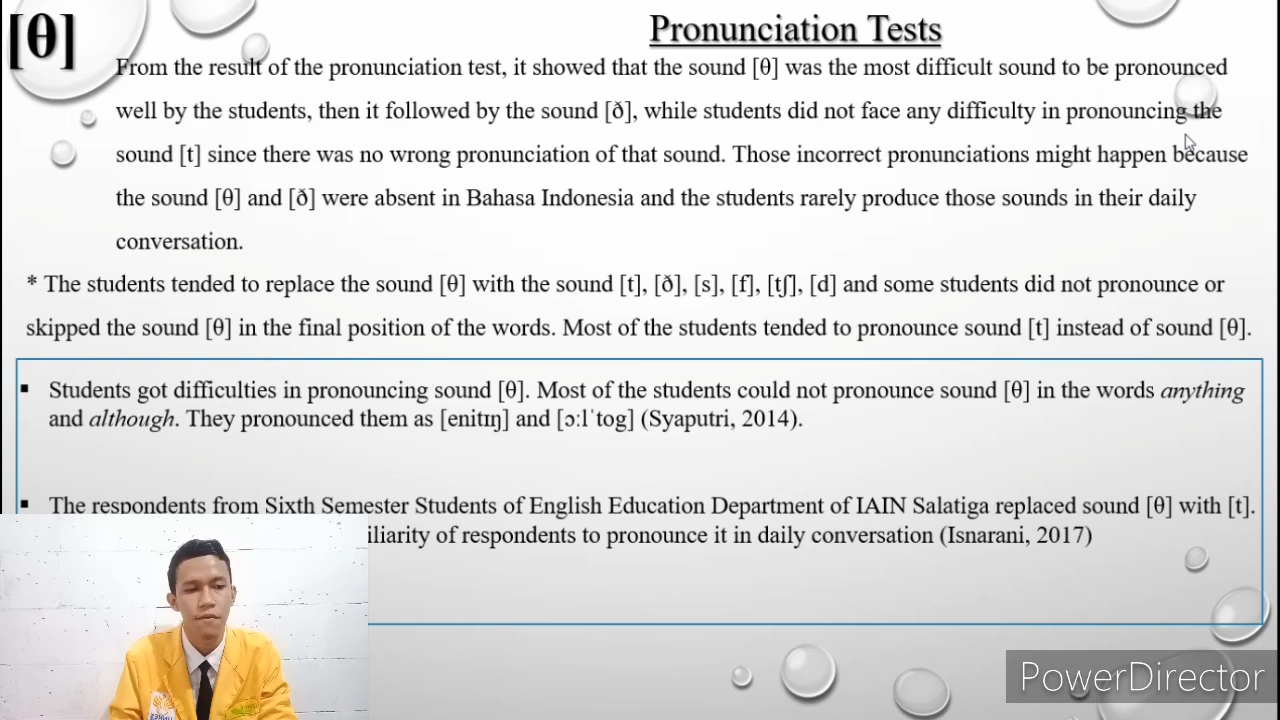 [θ]
Pronunciation Tests
From the result of the pronunciation test, it showed that the sound [θ] was the most difficult sound to be pronounced
well by the students, then it followed by the sound [ð], while students did not face any difficulty in pronouncing the
sound [t] since there was no wrong pronunciation of that sound. Those incorrect pronunciations might happen because
the sound [θ] and [ð] were absent in Bahasa Indonesia and the students rarely produce those sounds in their daily
conversation.
* The students tended to replace the sound [θ] with the sound [t], [ð], [s], [f], [tʃ], [d] and some students did not pronounce or
skipped the sound [θ] in the final position of the words. Most of the students tended to pronounce sound [t] instead of sound [θ].
▪ Students got difficulties in pronouncing sound [θ]. Most of the students could not pronounce sound [θ] in the words anything
and although. They pronounced them as [enitɪŋ] and [ɔ:lˈtog] (Syaputri, 2014).
▪ The respondents from Sixth Semester Students of English Education Department of IAIN Salatiga replaced sound [θ] with [t].
iliarity of respondents to pronounce it in daily conversation (Isnarani, 2017)
PowerDirector